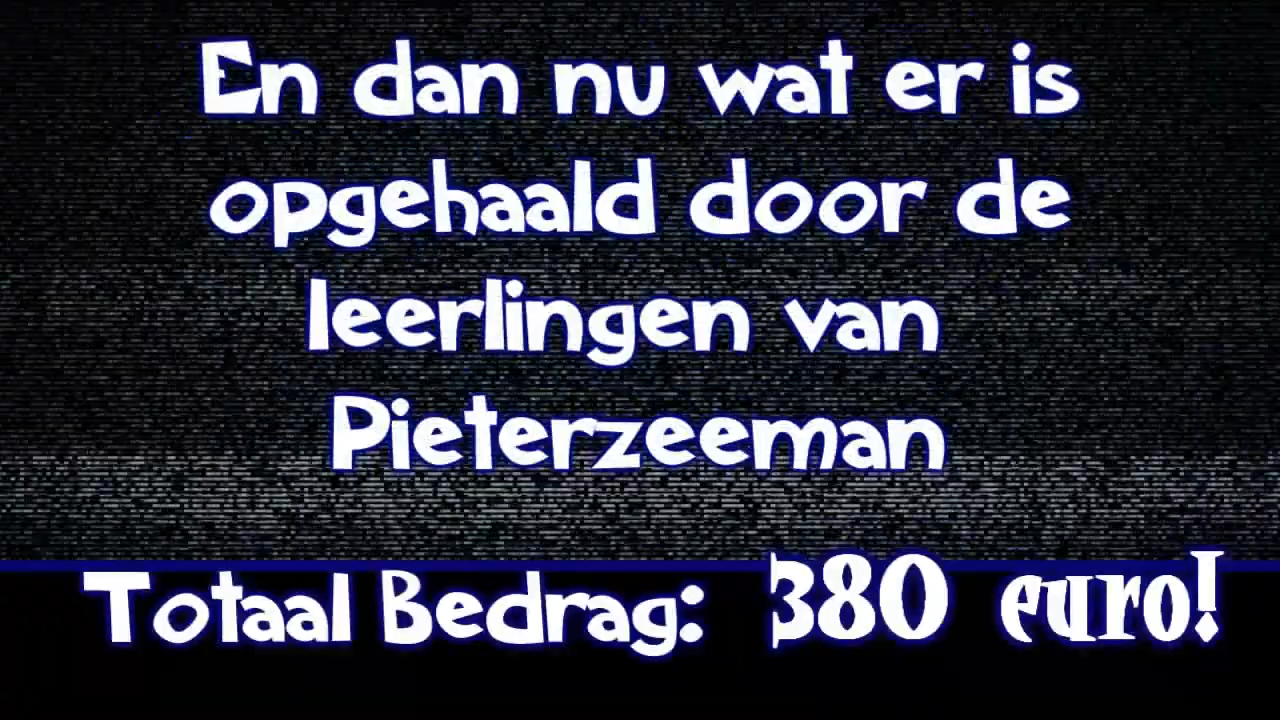 En dan nu wat er is
opgehaald door de
leerlingen van
Pieterzeeman
Totaal Bedrag: 380 euro!